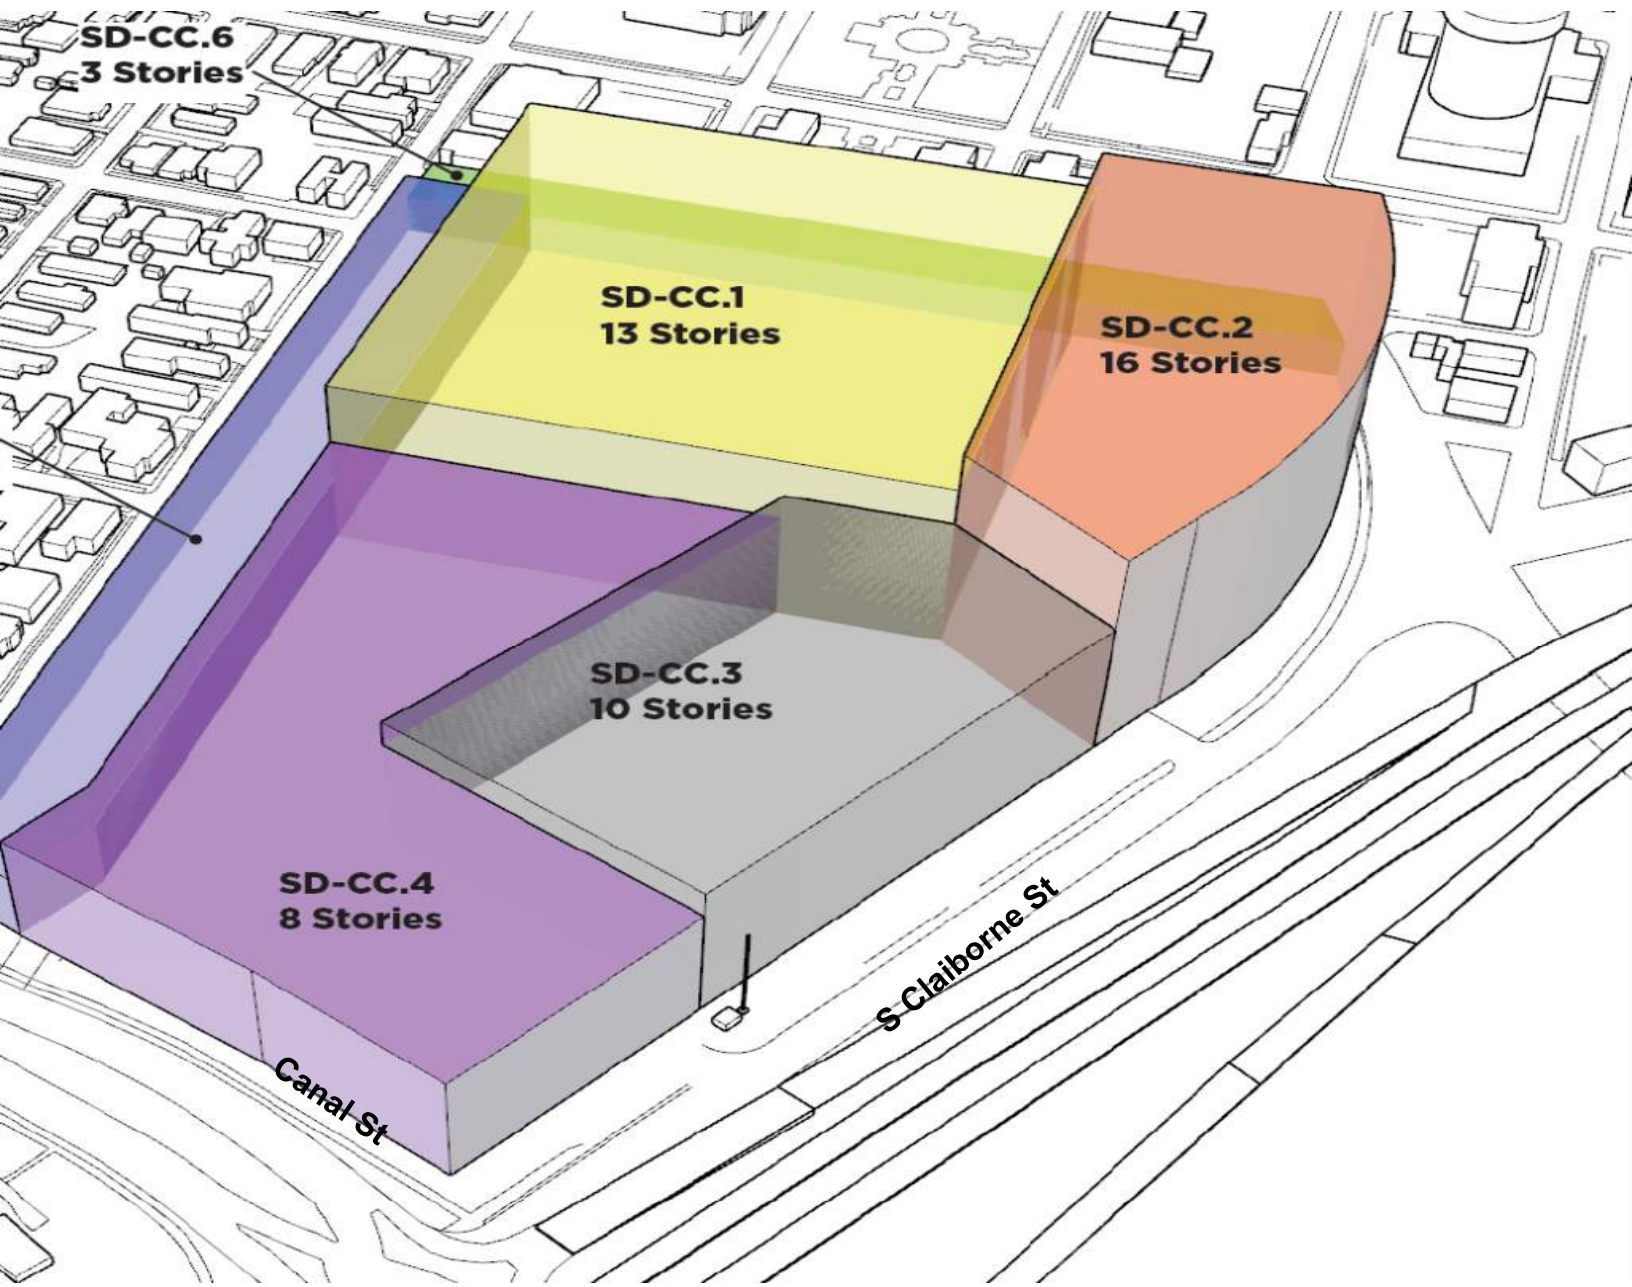 SD-CC.6
3 Stories
SD-CC.1
13 Stories
SD-CC.2
16 Stories
SD-CC.3
10 Stories
SD-CC.4
8 Stories
S Claiborne St
Canal St